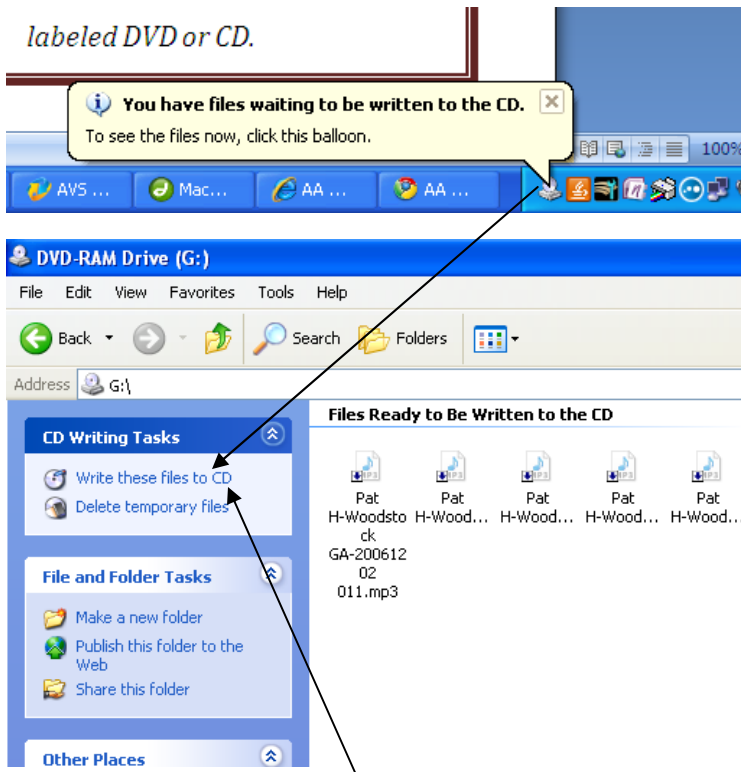 labeled DVD or CD.
You have files waiting to be written to the CD.
To see the files now, click this balloon.
100%
AVS ...
Mac...
AA ...
AA ...
DVD-RAM Drive (G:)
File Edit View Favorites Tools Help
Back Search Folders
Address G:\
CD Writing Tasks
Write these files to CD
Delete temporary files
File and Folder Tasks
Make a new folder
Publish this folder to the
Web
Share this folder
Other Places
Files Ready to Be Written to the CD
Pat
H-Woodsto
ck
GA-200612
02
011.mp3
Pat
H-Wood...
Pat
H-Wood...
Pat
H-Wood...
Pat
H-Wood...